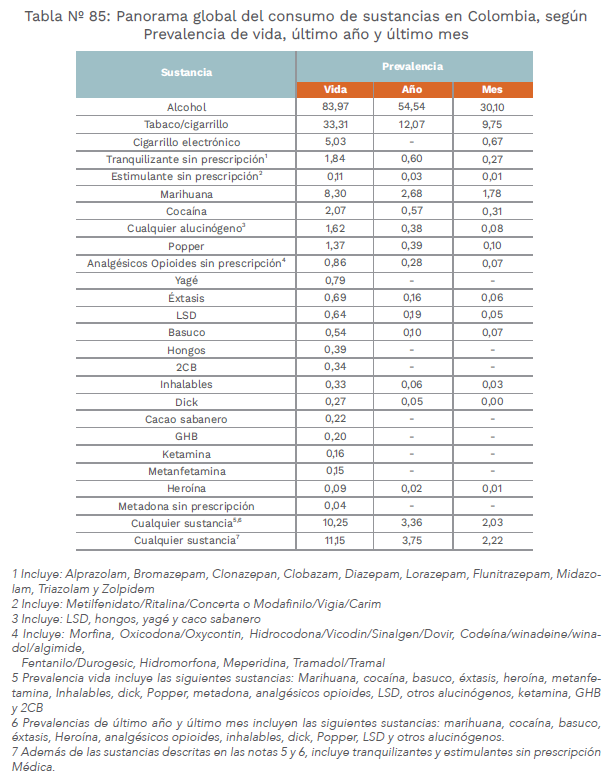 Tabla Nº 85: Panorama global del consumo de sustancias en Colombia, según
Prevalencia de vida, último año y último mes
Sustancia Prevalencia
Vida Año Mes
Alcohol 83,97 54,54 30,10
Tabaco/cigarrillo 33,31 12,07 9,75
Cigarrillo electrónico 5,03 - 0,67
Tranquilizante sin prescripción¹ 1,84 0,60 0,27
Estimulante sin prescripción² 0,11 0,03 0,01
Marihuana 8,30 2,68 1,78
Cocaína 2,07 0,57 0,31
Cualquier alucinógeno³ 1,62 0,38 0,08
Popper 1,37 0,39 0,10
Analgésicos Opioides sin prescripción⁴ 0,86 0,28 0,07
Yagé 0,79 - -
Éxtasis 0,69 0,16 0,06
LSD 0,64 0,19 0,05
Basuco 0,54 0,10 0,07
Hongos 0,39 - -
2CB 0,34 - -
Inhalables 0,33 0,06 0,03
Dick 0,27 0,05 0,00
Cacao sabanero 0,22 - -
GHB 0,20 - -
Ketamina 0,16 - -
Metanfetamina 0,15 - -
Heroína 0,09 0,02 0,01
Metadona sin prescripción 0,04 - -
Cualquier sustancia⁵,⁶ 10,25 3,36 2,03
Cualquier sustancia⁷ 11,15 3,75 2,22
1 Incluye: Alprazolam, Bromazepam, Clonazepan, Clobazam, Diazepam, Lorazepam, Flunitrazepam, Midazo-
lam, Triazolam y Zolpidem
2 Incluye: Metilfenidato/Ritalina/Concerta o Modafinilo/Vigia/Carim
3 Incluye: LSD, hongos, yagé y caco sabanero
4 Incluye: Morfina, Oxicodona/Oxycontin, Hidrocodona/Vicodin/Sinalgen/Dovir, Codeína/winadeine/wina-
dol/algimide,
Fentanilo/Durogesic, Hidromorfona, Meperidina, Tramadol/Tramal
5 Prevalencia vida incluye las siguientes sustancias: Marihuana, cocaína, basuco, éxtasis, heroína, metanfe-
tamina, Inhalables, dick, Popper, metadona, analgésicos opioides, LSD, otros alucinógenos, ketamina, GHB
y 2CB
6 Prevalencias de último año y último mes incluyen las siguientes sustancias: marihuana, cocaína, basuco,
éxtasis, Heroína, analgésicos opioides, inhalables, dick, Popper, LSD y otros alucinógenos.
7 Además de las sustancias descritas en las notas 5 y 6, incluye tranquilizantes y estimulantes sin prescripción
Médica.